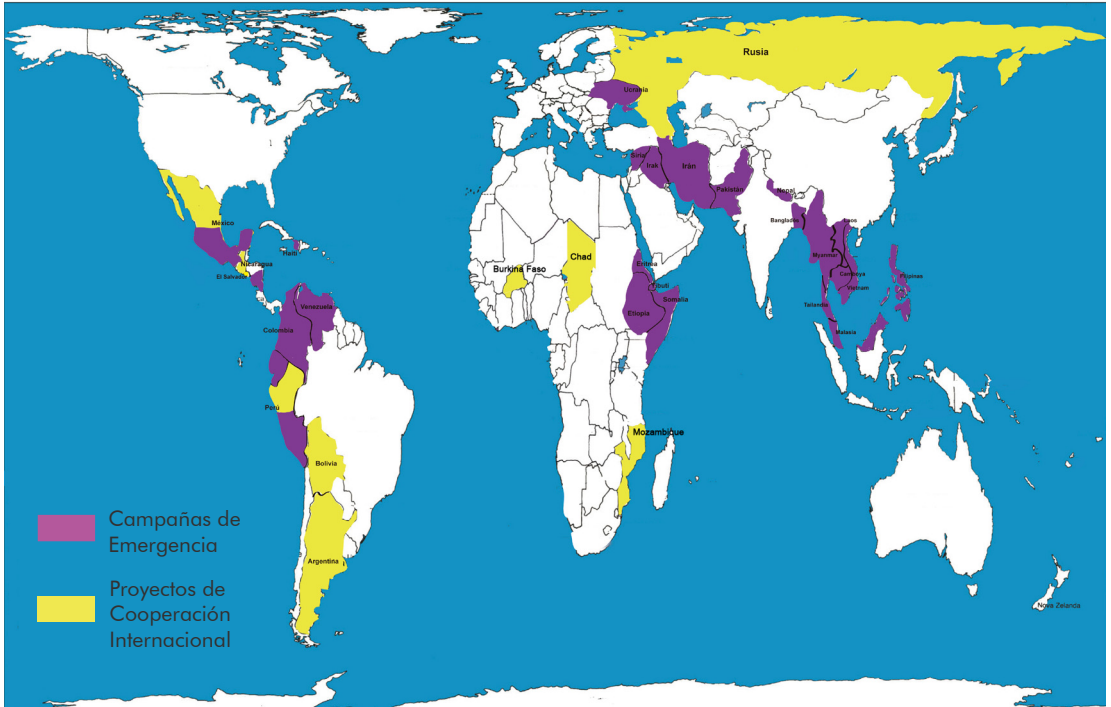 Rusia
Ucrania
Siria
Irak
Irán
Pakistán
Nepal
México
Bangladés
Laos
Haití
Nicaragua
Burkina Faso
Chad
Myanmar
El Salvador
Eritrea
Camboya
Filipinas
Yibuti
Vietnam
Venezuela
Somalia
Tailandia
Etiopía
Colombia
Malasia
Perú
Mozambique
Bolivia
Campañas de
Emergencia
Argentina
Proyectos de
Cooperación
Internacional
Nova Zelanda